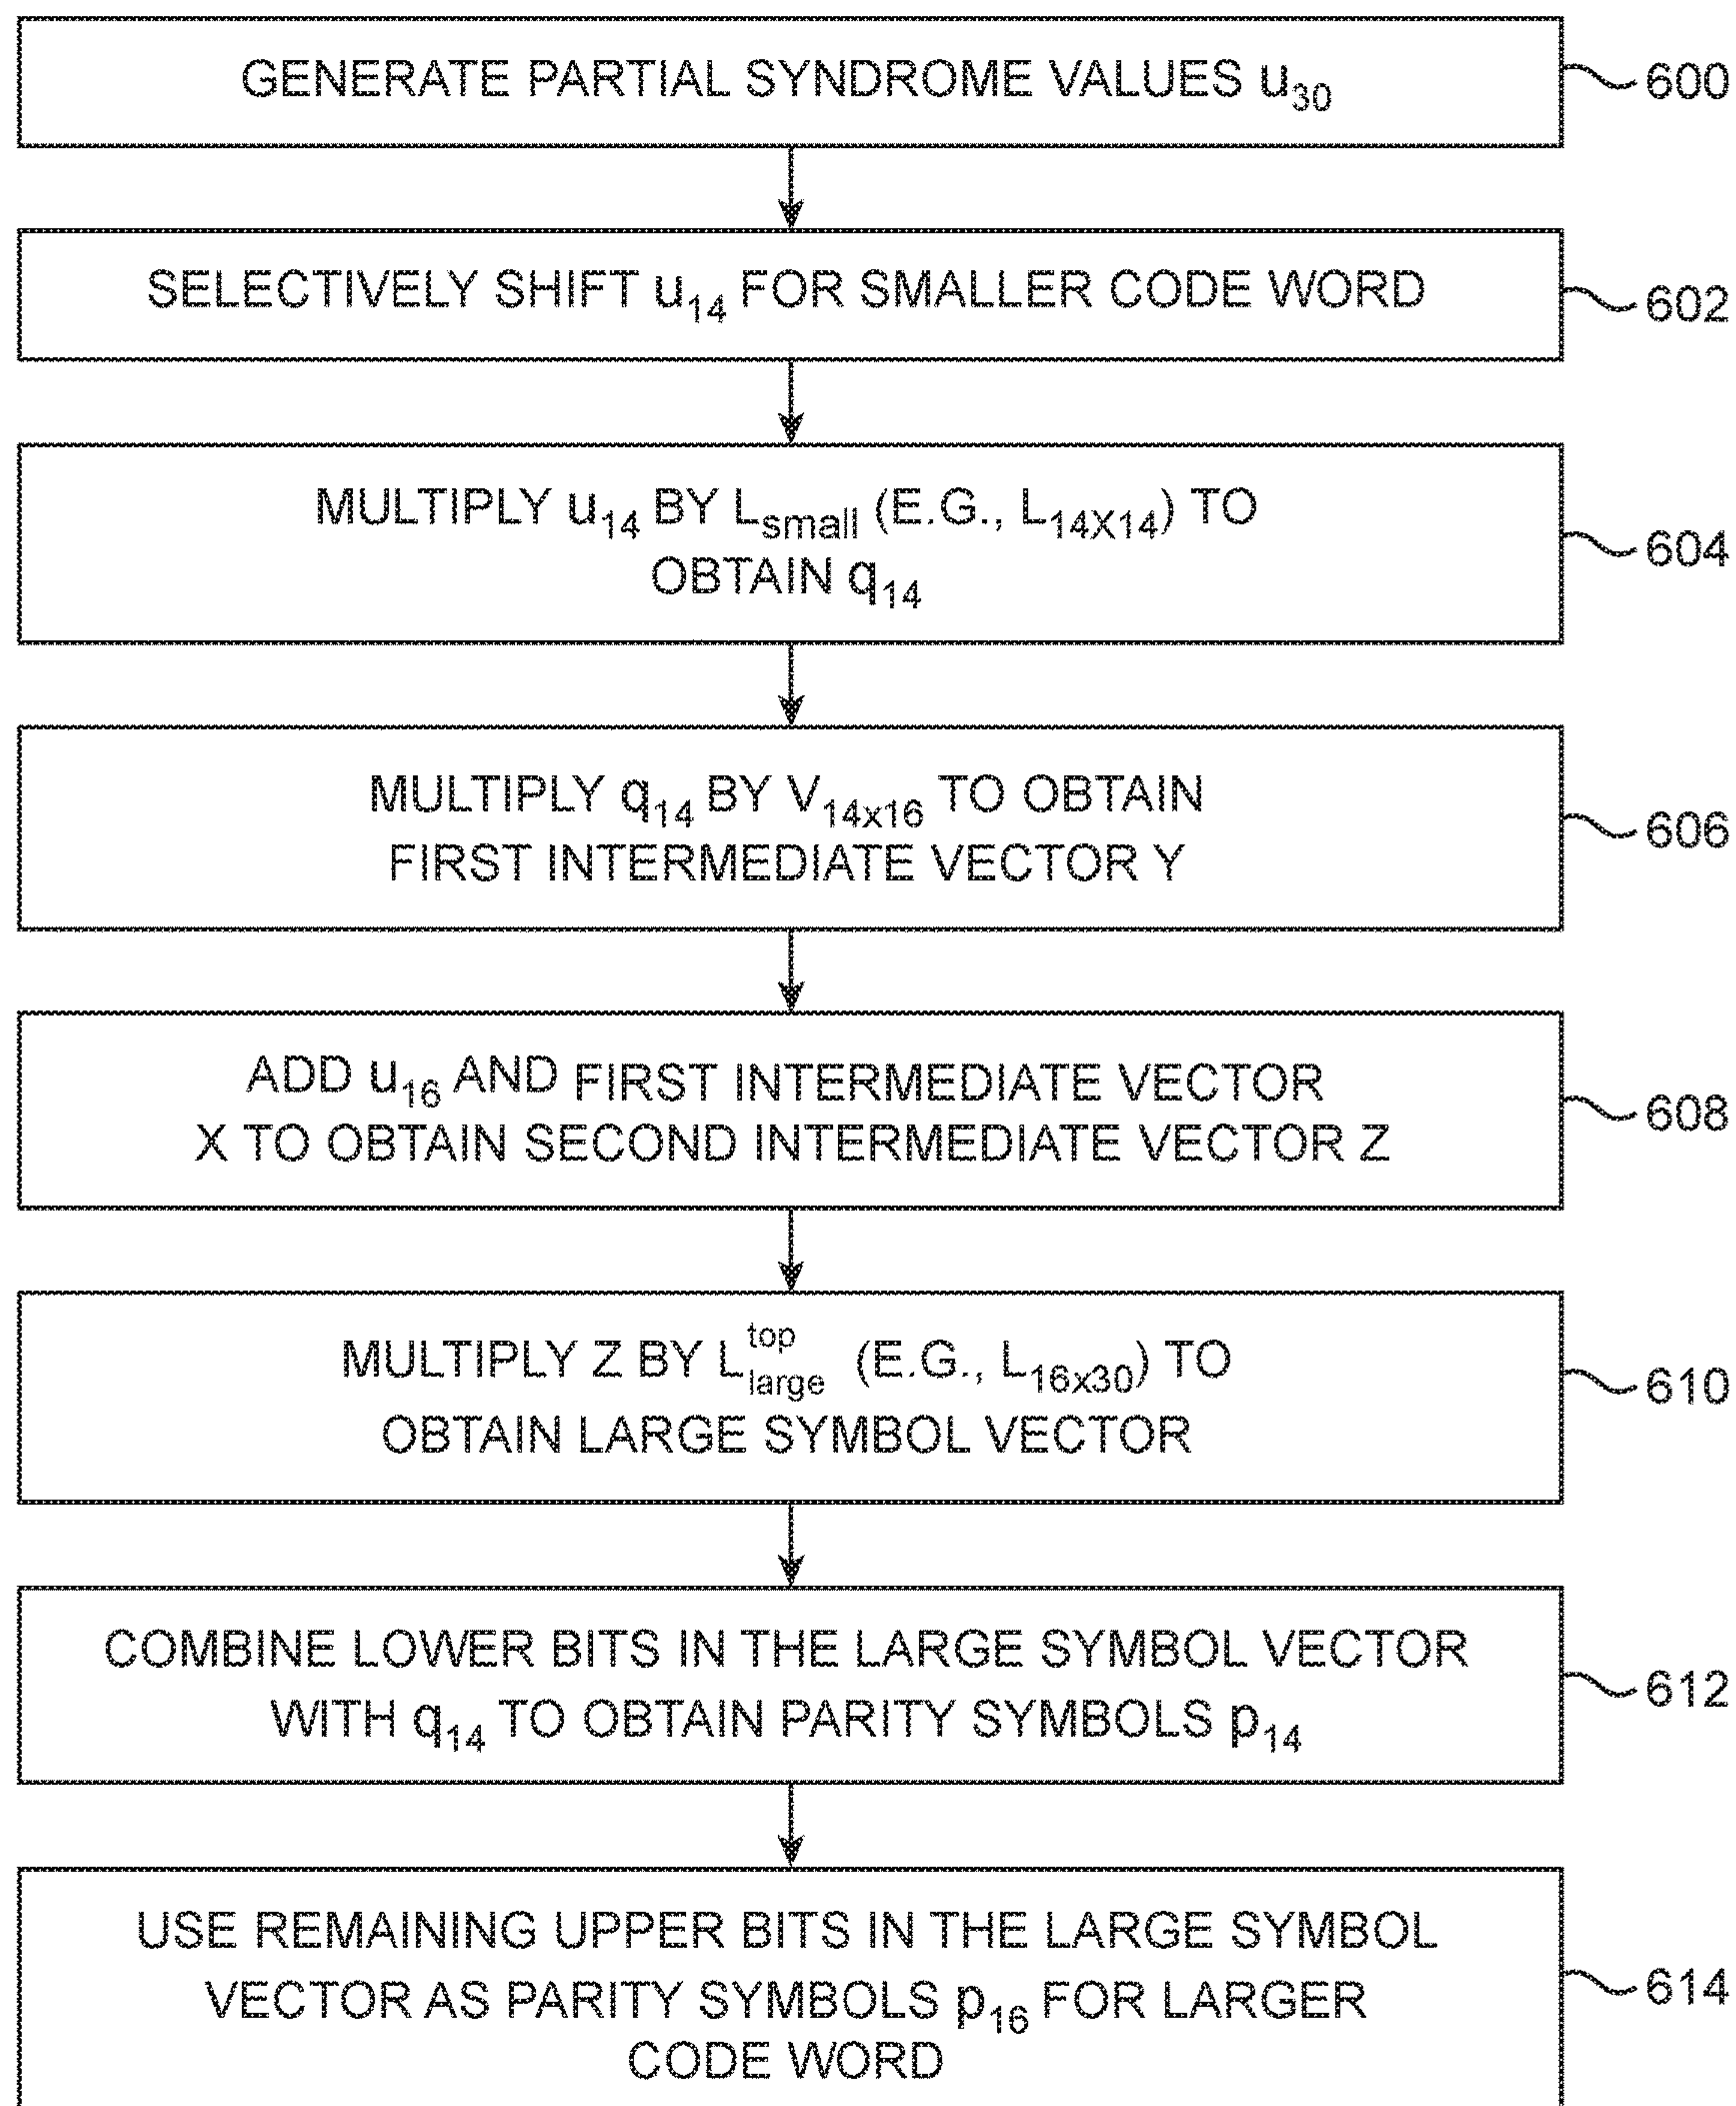 GENERATE PARTIAL SYNDROME VALUES u30
600
SELECTIVELY SHIFT u14 FOR SMALLER CODE WORD
602
MULTIPLY u14 BY Lsmall (E.G., L14X14) TO
OBTAIN q14
604
MULTIPLY q14 BY V14x16 TO OBTAIN
FIRST INTERMEDIATE VECTOR Y
606
ADD u16 AND FIRST INTERMEDIATE VECTOR
X TO OBTAIN SECOND INTERMEDIATE VECTOR Z
608
MULTIPLY Z BY L top large (E.G., L16x30) TO
OBTAIN LARGE SYMBOL VECTOR
610
COMBINE LOWER BITS IN THE LARGE SYMBOL VECTOR
WITH q14 TO OBTAIN PARITY SYMBOLS p14
612
USE REMAINING UPPER BITS IN THE LARGE SYMBOL
VECTOR AS PARITY SYMBOLS p16 FOR LARGER
CODE WORD
614